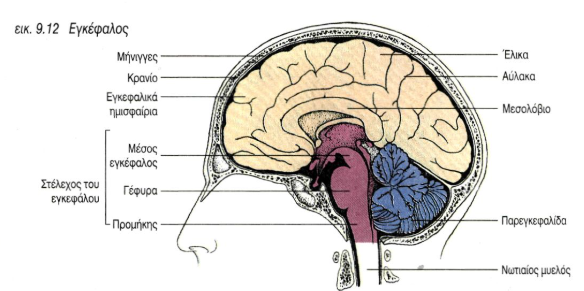 εικ. 9.12 Εγκέφαλος
Μήνιγγες
Κρανίο
Εγκεφαλικά
ημισφαίρια
Μέσος
εγκέφαλος
Στέλεχος του
εγκεφάλου
Γέφυρα
Προμήκης
Έλικα
Αύλακα
Μεσολόβιο
Παρεγκεφαλίδα
Νωτιαίος μυελός